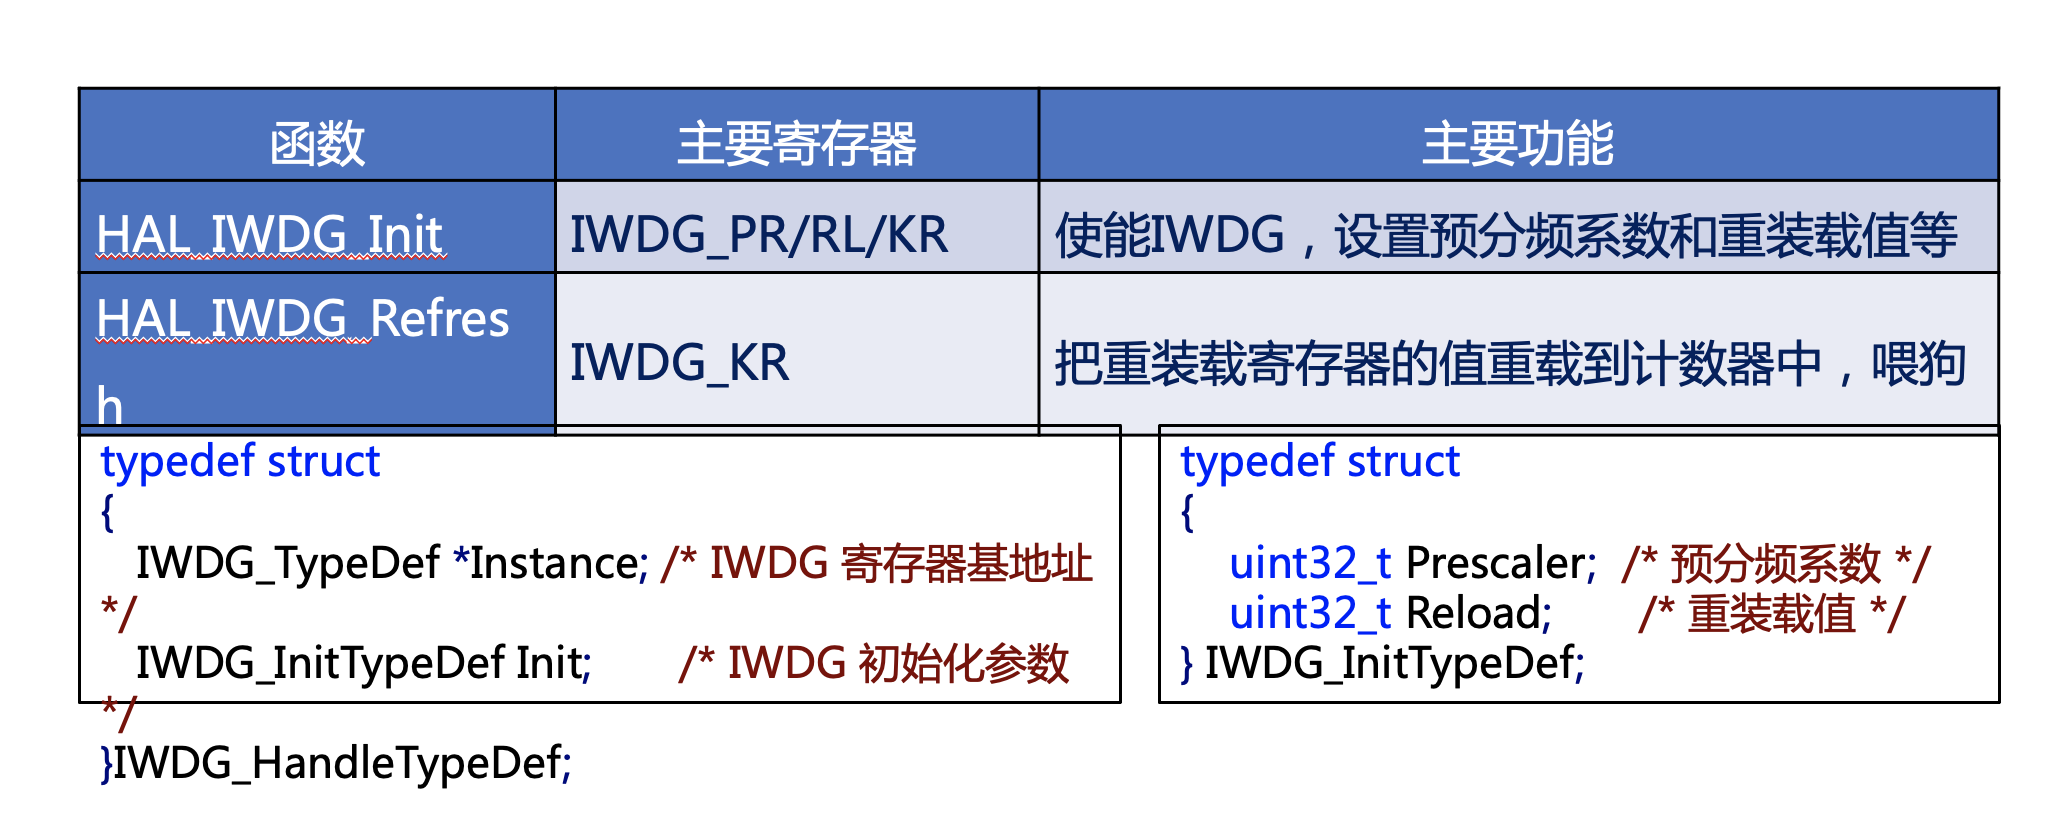 函数 主要寄存器 主要功能
HAL_IWDG_Init IWDG_PR/RL/KR 使能IWDG，设置预分频系数和重装载值等
HAL_IWDG_Refres
h
IWDG_KR 把重装载寄存器的值重载到计数器中，喂狗
typedef struct
{
IWDG_TypeDef *Instance; /* IWDG 寄存器基地址
*/
IWDG_InitTypeDef Init; /* IWDG 初始化参数
*/
}IWDG_HandleTypeDef;
typedef struct
{
uint32_t Prescaler; /* 预分频系数 */
uint32_t Reload; /* 重装载值 */
} IWDG_InitTypeDef;